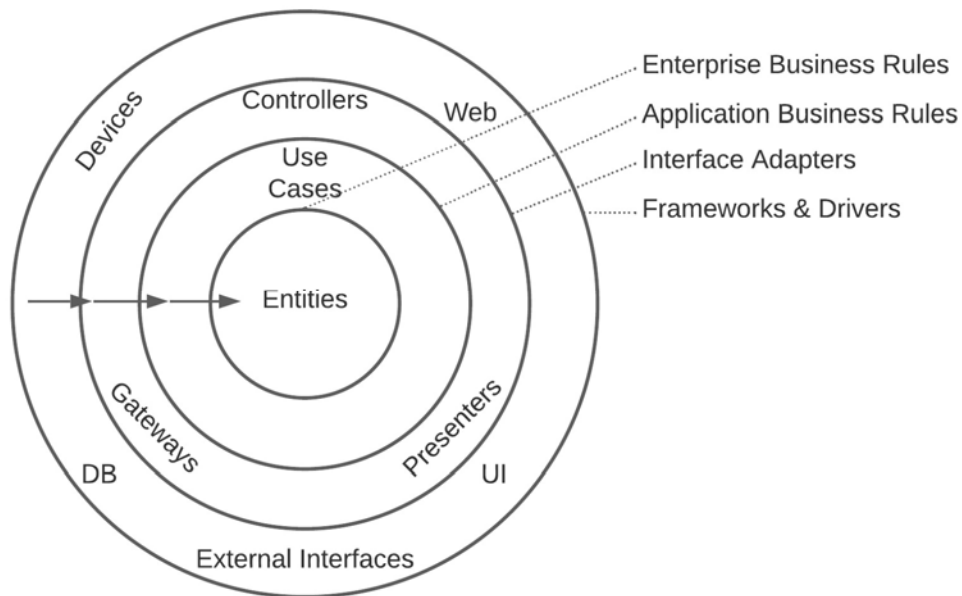 Enterprise Business Rules
Controllers
Web
Devices
Application Business Rules
Use
Cases
Interface Adapters
Frameworks & Drivers
Entities
Gateways
Presenters
DB
UI
External Interfaces